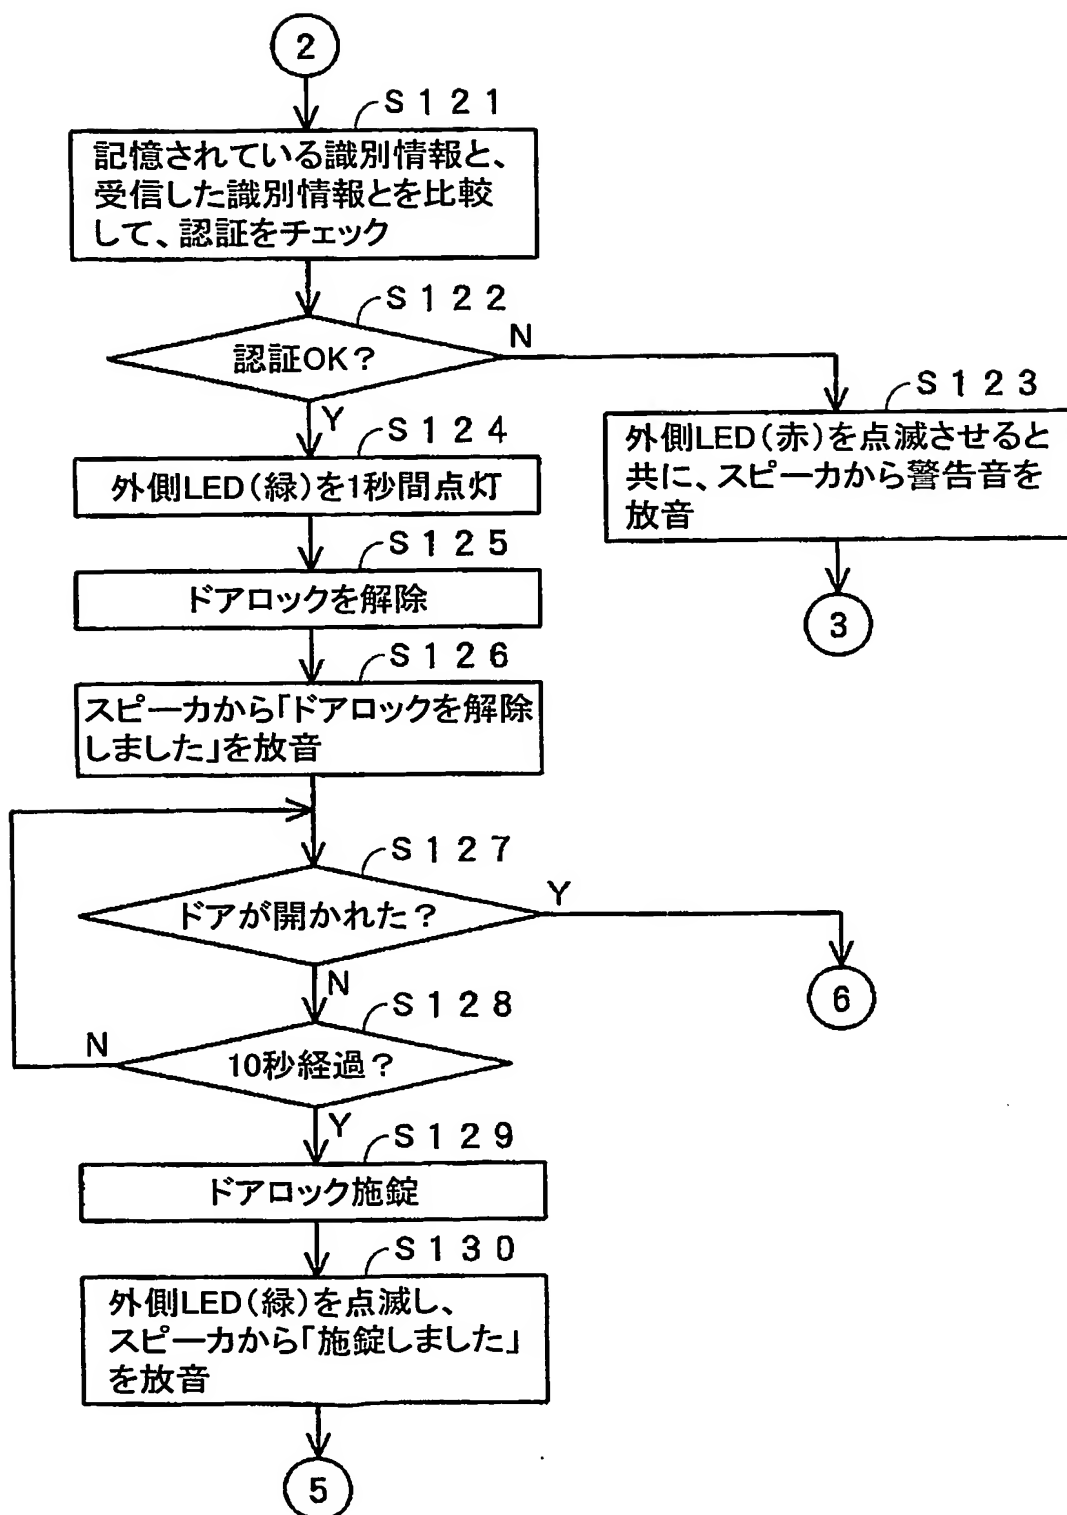 2
S121
記憶されている識別情報と、
受信した識別情報とを比較
して、認証をチェック
S122
認証OK？
N
Y
S123
外側LED(赤)を点滅させると
共に、スピーカから警告音を
放音
3
S124
外側LED(緑)を1秒間点灯
S125
ドアロックを解除
S126
スピーカから「ドアロックを解除
しました」を放音
S127
ドアが開かれた？
Y
N
6
S128
10秒経過？
N
Y
S129
ドアロック施錠
S130
外側LED(緑)を点滅し、
スピーカから「施錠しました」
を放音
5